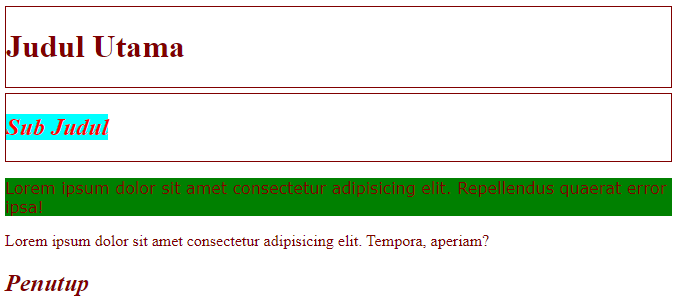 Judul Utama
Sub Judul
Lorem ipsum dolor sit amet consectetur adipisicing elit. Repellendus quaerat error
ipsa!
Lorem ipsum dolor sit amet consectetur adipisicing elit. Tempora, aperiam?
Penutup